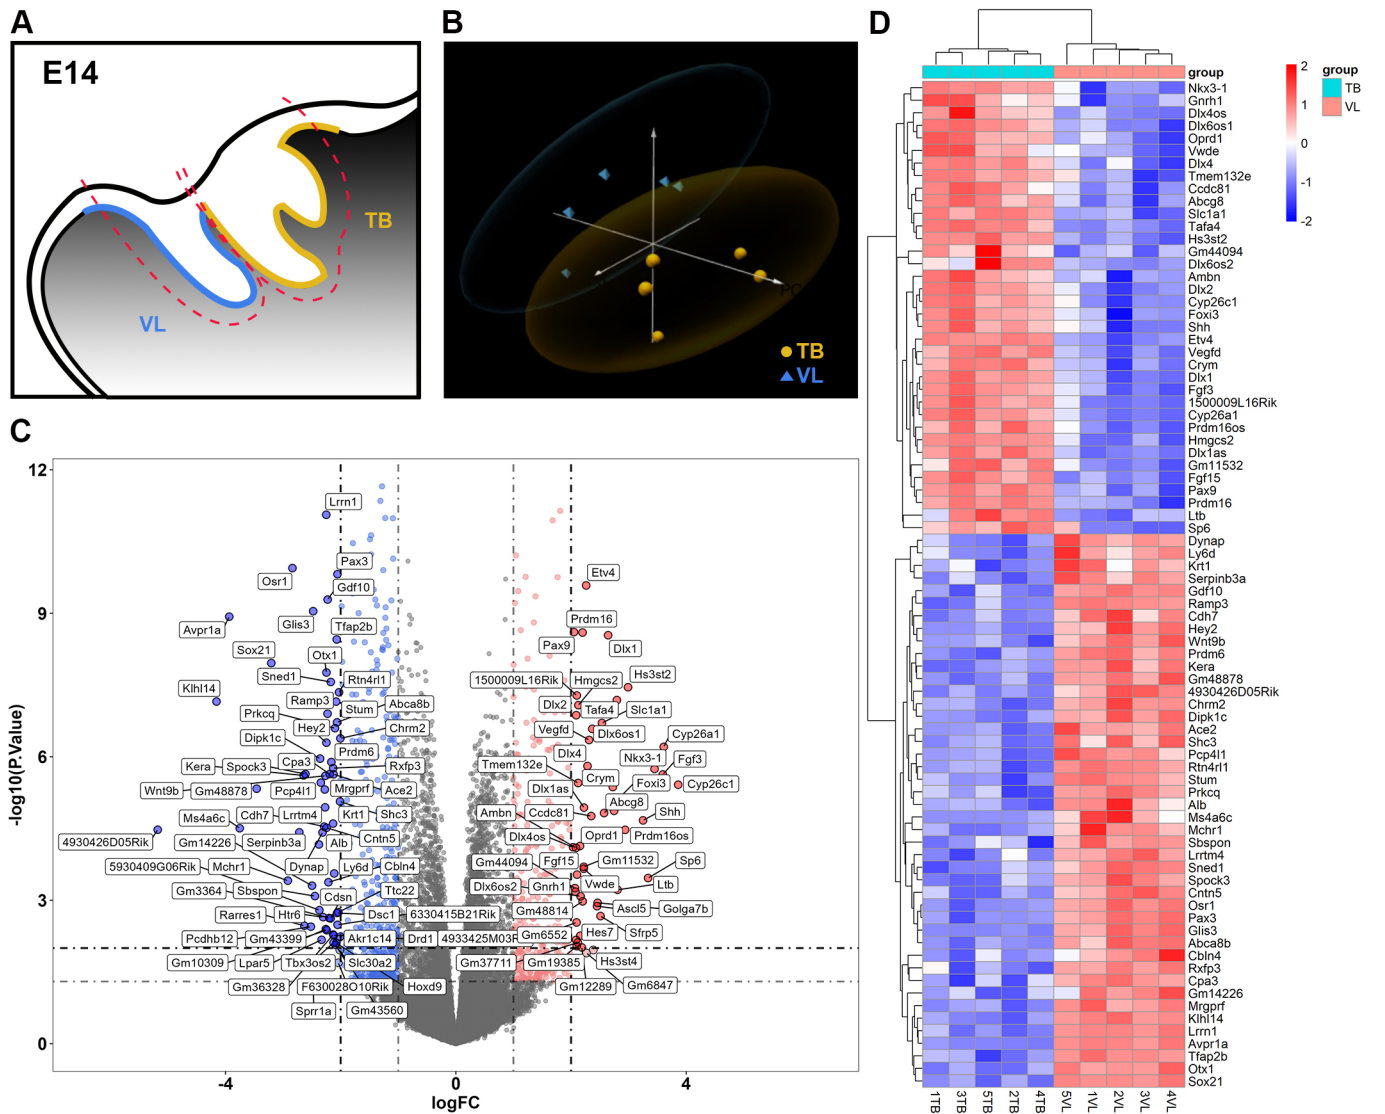 A
E14
TB
VL
B
PC
TB
VL
C
12
9
6
3
0
-log10(P.Value)
-4
0
4
logFC
Lrrn1
Pax3
Osr1
Gdf10
Glis3
Avpr1a
Tfap2b
Sox21
Otx1
Sned1
Rtn4rl1
Klhl14
Ramp3
Stum
Abca8b
Prkcq
Hey2
Chrm2
Dipk1c
Prdm6
Kera
Spock3
Cpa3
Rxfp3
Wnt9b
Gm48878
Pcp4l1
Mrgprf
Ace2
Ms4a6c
Cdh7
Lrrtm4
Krt1
Shc3
4930426D05Rik
Gm14226
Serpinb3a
Alb
Cntn5
5930409G06Rik
Mchr1
Dynap
Ly6d
Cbln4
Gm3364
Sbspon
Cdsn
Ttc22
Rarres1
Htr6
Dsc1
6330415B21Rik
Pcdhb12
Gm43399
Akr1c14
Drd1
4933425M03R
Gm10309
Lpar5
Tbx3os2
Slc30a2
Gm36328
F630028O10Rik
Hoxd9
Sprr1a
Gm43560
Etv4
Prdm16
Pax9
Dlx1
1500009L16Rik
Hmgcs2
Hs3st2
Dlx2
Tafa4
Slc1a1
Vegfd
Dlx6os1
Cyp26a1
Dlx4
Nkx3-1
Fgf3
Tmem132e
Crym
Foxi3
Cyp26c1
Dlx1as
Abcg8
Ambn
Ccdc81
Shh
Dlx4os
Oprd1
Prdm16os
Gm44094
Fgf15
Gm11532
Sp6
Dlx6os2
Gnrh1
Vwde
Ltb
Gm48814
Ascl5
Golga7b
Gm6552
Hes7
Sfrp5
Gm37711
Gm19385
Hs3st4
Gm12289
Gm6847
D
group
Nkx3-1
Gnrh1
Dlx4os
Dlx6os1
Oprd1
Vwde
Dlx4
Tmem132e
Ccdc81
Abcg8
Slc1a1
Tafa4
Hs3st2
Gm44094
Dlx6os2
Ambn
Dlx2
Cyp26c1
Foxi3
Shh
Etv4
Vegfd
Crym
Dlx1
Fgf3
1500009L16Rik
Cyp26a1
Prdm16os
Hmgcs2
Dlx1as
Gm11532
Fgf15
Pax9
Prdm16
Ltb
Sp6
Dynap
Ly6d
Krt1
Serpinb3a
Gdf10
Ramp3
Cdh7
Hey2
Wnt9b
Prdm6
Kera
Gm48878
4930426D05Rik
Chrm2
Dipk1c
Ace2
Shc3
Pcp4l1
Rtn4rl1
Stum
Prkcq
Alb
Ms4a6c
Mchr1
Sbspon
Lrrtm4
Sned1
Spock3
Cntn5
Osr1
Pax3
Glis3
Abca8b
Cbln4
Rxfp3
Cpa3
Gm14226
Mrgprf
Klhl14
Lrrn1
Avpr1a
Tfap2b
Otx1
Sox21
1TB
3TB
5TB
2TB
4TB
5VL
1VL
2VL
3VL
4VL
2
1
0
-1
-2
group
TB
VL